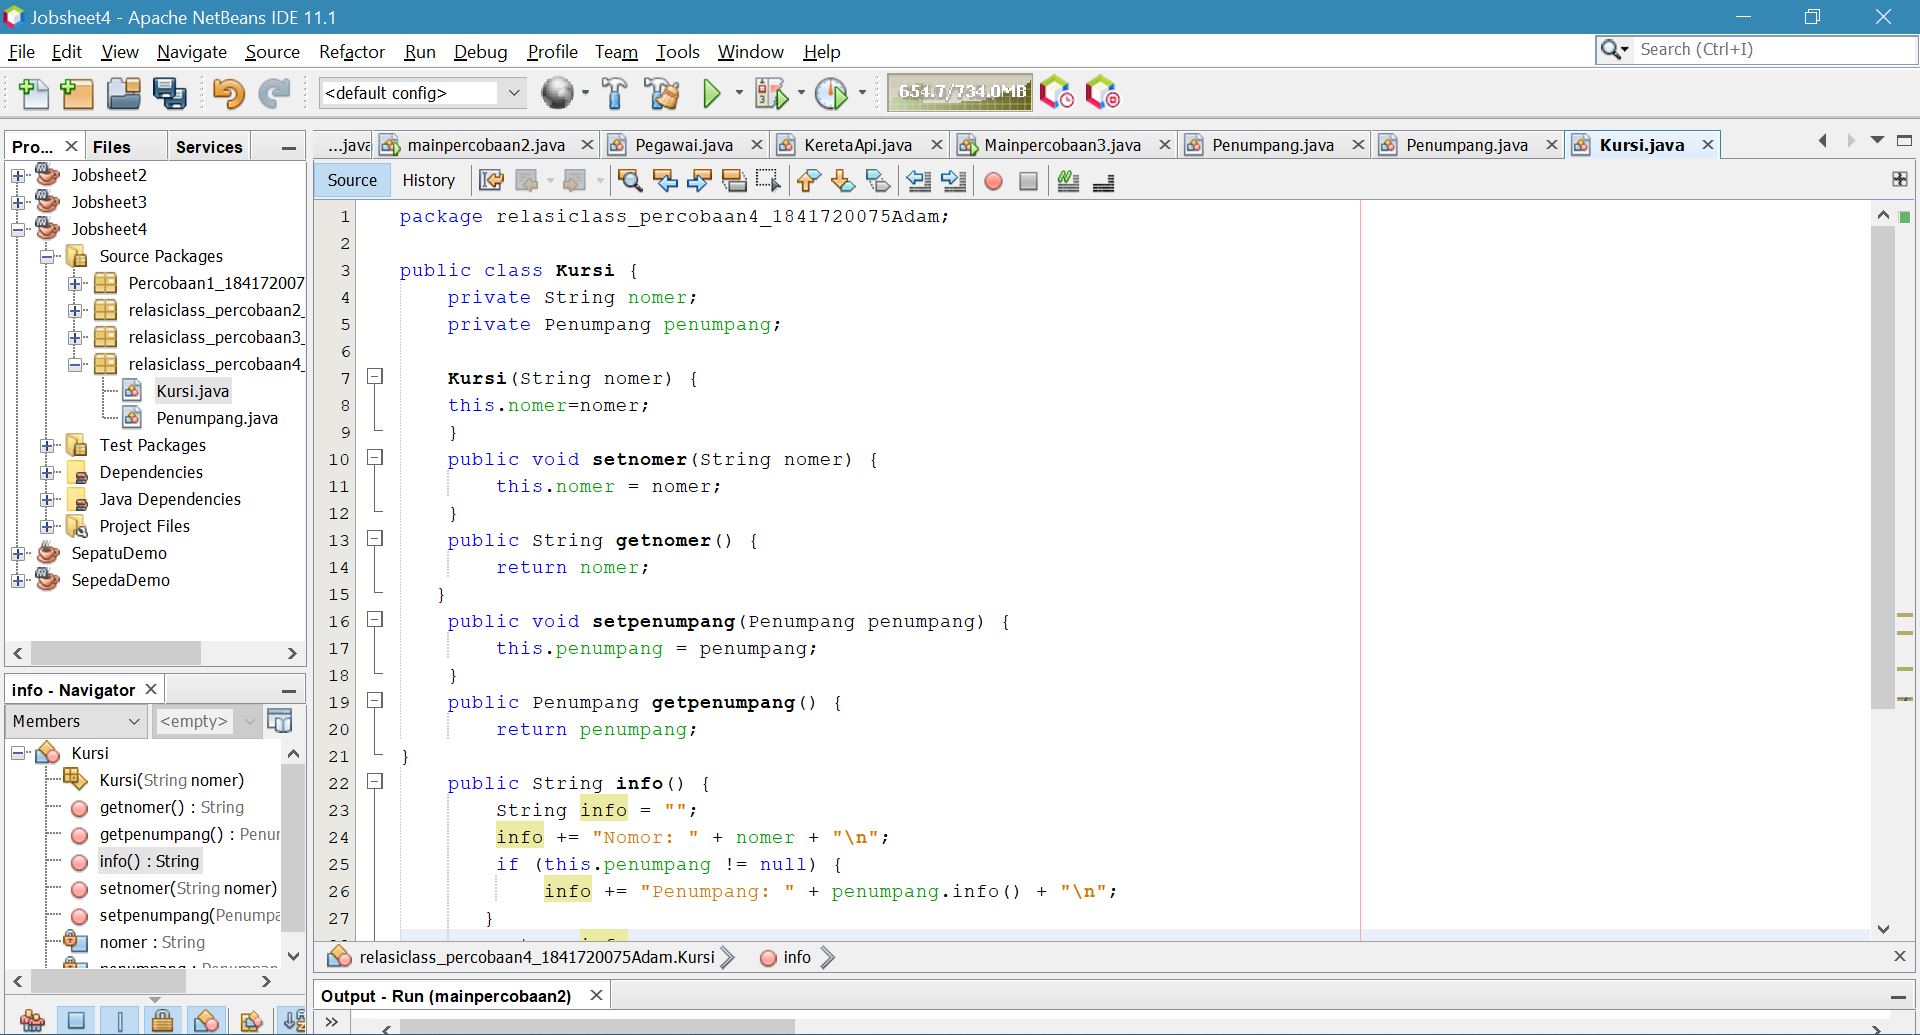 Jobsheet4 - Apache NetBeans IDE 11.1
File Edit View Navigate Source Refactor Run Debug Profile Team Tools Window Help
Search (Ctrl+I)
<default config>
654.7/734.0MB
Pro... Files Services
...java mainpercobaan2.java Pegawai.java KeretaApi.java Mainpercobaan3.java Penumpang.java Penumpang.java Kursi.java
Source History
Jobsheet2
Jobsheet3
Jobsheet4
Source Packages
Percobaan1_184172007
relasiclass_percobaan2_
relasiclass_percobaan3_
relasiclass_percobaan4_
Kursi.java
Penumpang.java
Test Packages
Dependencies
Java Dependencies
Project Files
SepatuDemo
SepedaDemo
info - Navigator
Members <empty>
Kursi
Kursi(String nomer)
getnomer() : String
getpenumpang() : Penur
info() : String
setnomer(String nomer)
setpenumpang(Penumpa
nomer : String
penumpang : Penumpan
1 package relasiclass_percobaan4_1841720075Adam;
2
3 public class Kursi {
4 private String nomer;
5 private Penumpang penumpang;
6
7 Kursi(String nomer) {
8 this.nomer=nomer;
9 }
10 public void setnomer(String nomer) {
11 this.nomer = nomer;
12 }
13 public String getnomer() {
14 return nomer;
15 }
16 public void setpenumpang(Penumpang penumpang) {
17 this.penumpang = penumpang;
18 }
19 public Penumpang getpenumpang() {
20 return penumpang;
21 }
22 public String info() {
23 String info = "";
24 info += "Nomor: " + nomer + "\n";
25 if (this.penumpang != null) {
26 info += "Penumpang: " + penumpang.info() + "\n";
27 }
relasiclass_percobaan4_1841720075Adam.Kursi info
Output - Run (mainpercobaan2)